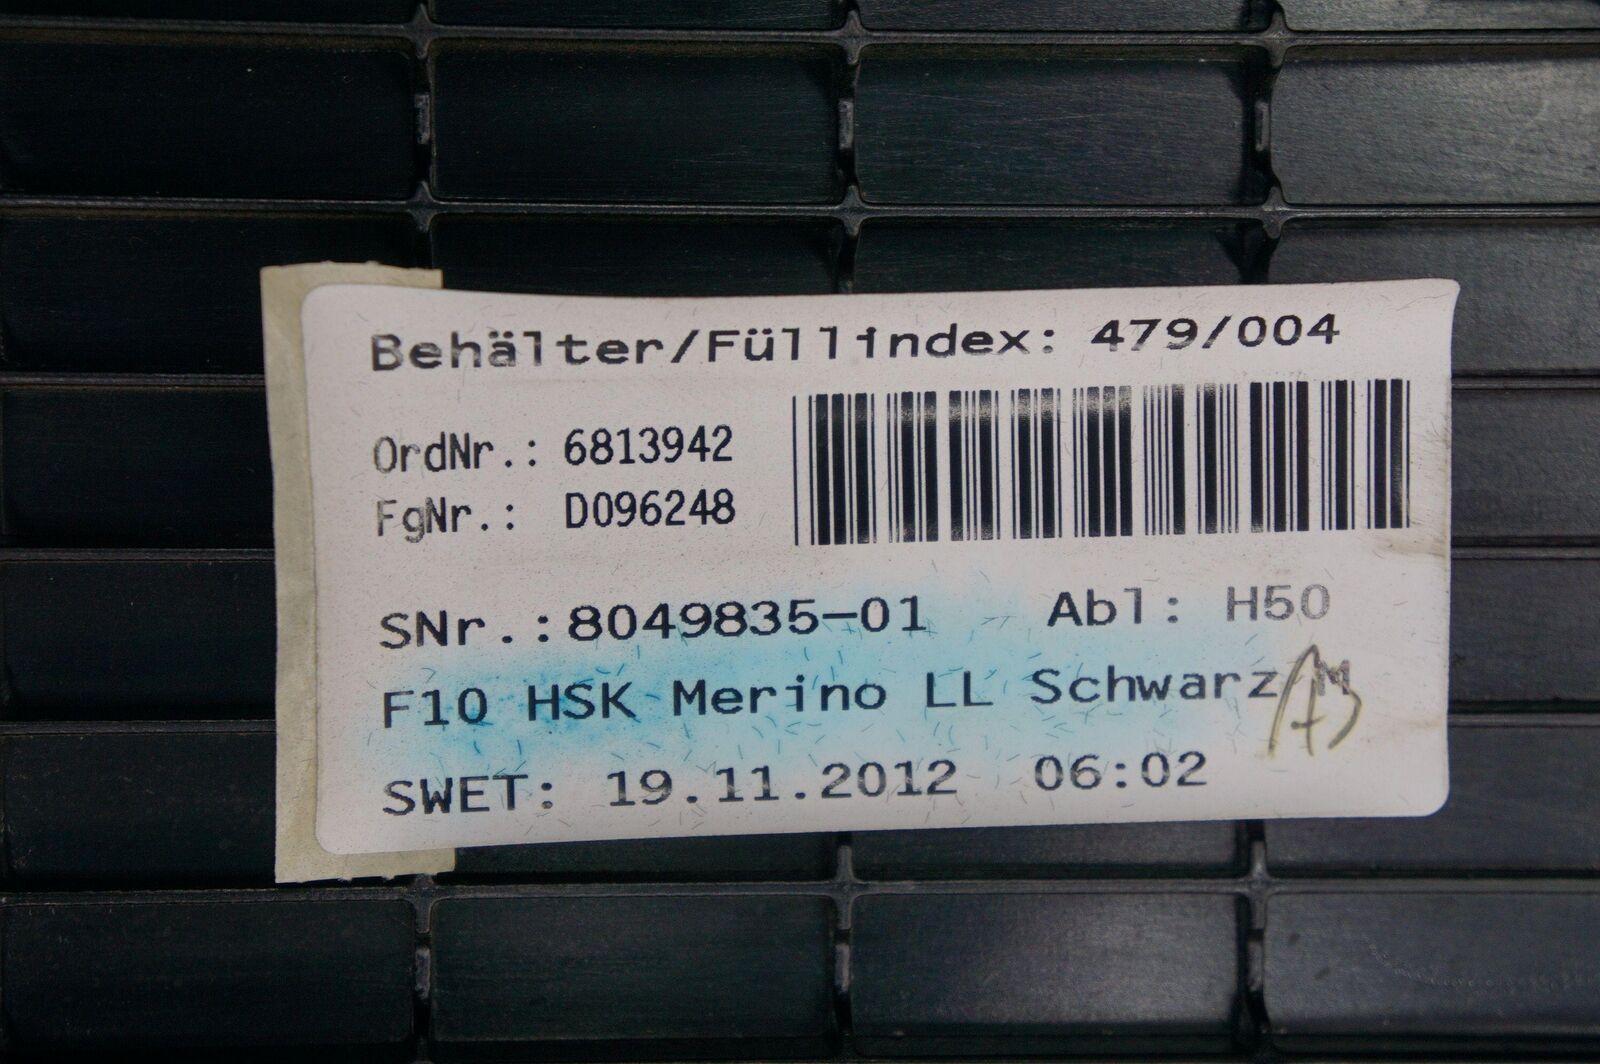 Behälter/Füllindex: 479/004
OrdNr.: 6813942
FgNr.: D096248
SNr.:8049835-01 Abl: H50
F10 HSK Merino LL Schwarz/M
SWET: 19.11.2012 06:02